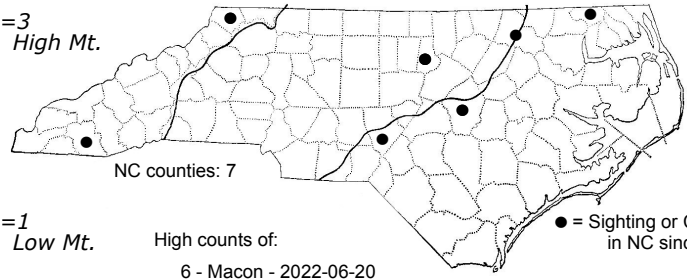 =3
High Mt.
NC counties: 7
=1
Low Mt.
High counts of:
6 - Macon - 2022-06-20
● = Sighting or
in NC